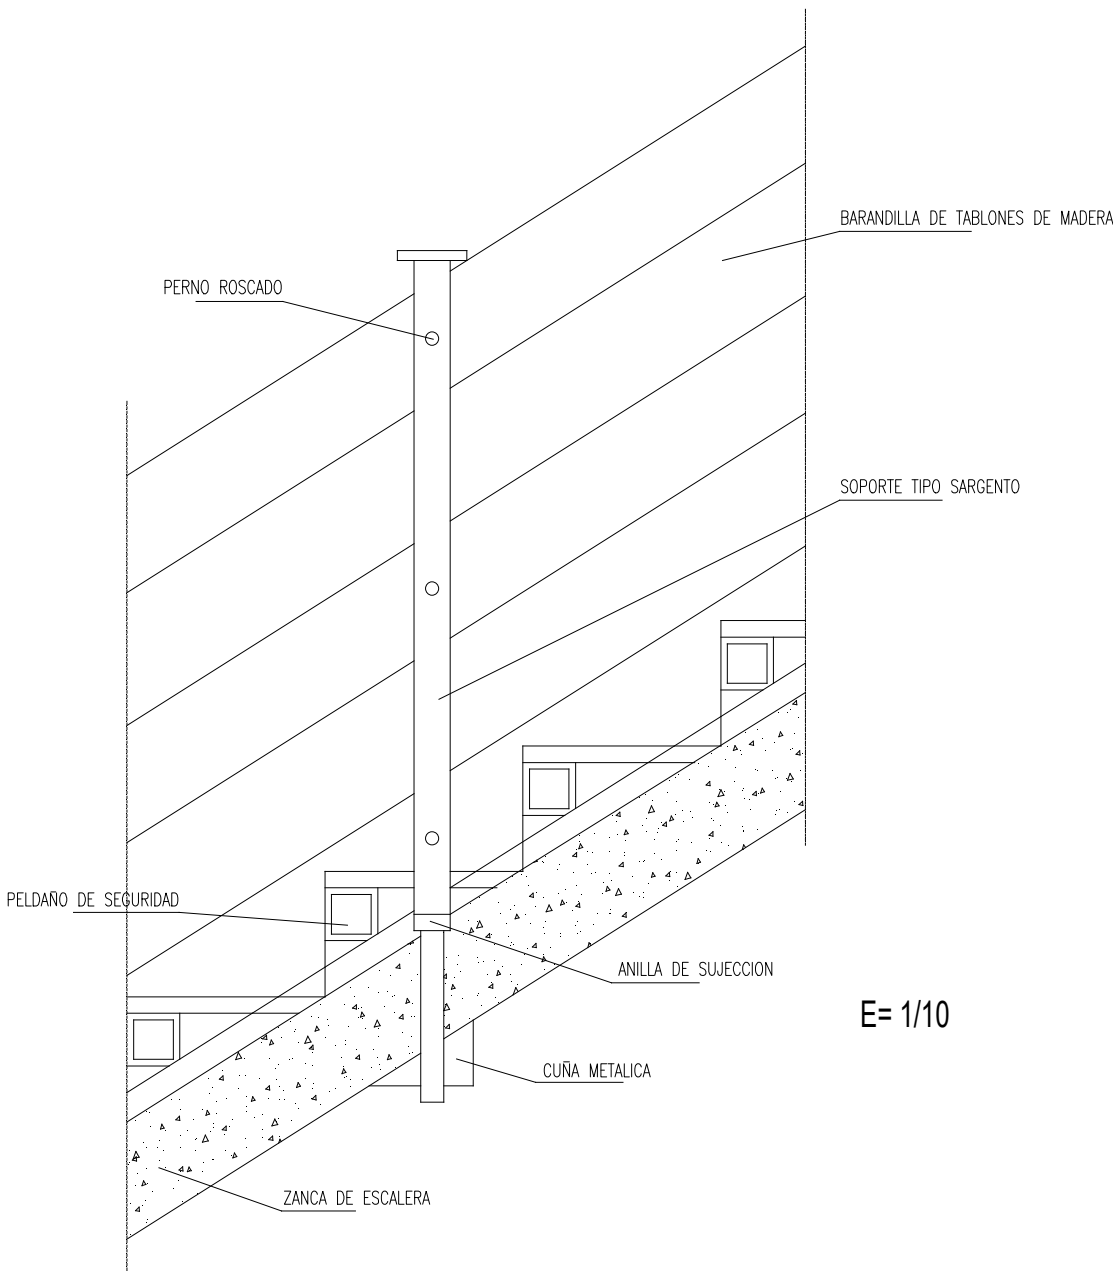 BARANDILLA DE TABLONES DE MADERA
PERNO ROSCADO
SOPORTE TIPO SARGENTO
PELDAÑO DE SEGURIDAD
ANILLA DE SUJECCION
E= 1/10
CUÑA METALICA
ZANCA DE ESCALERA